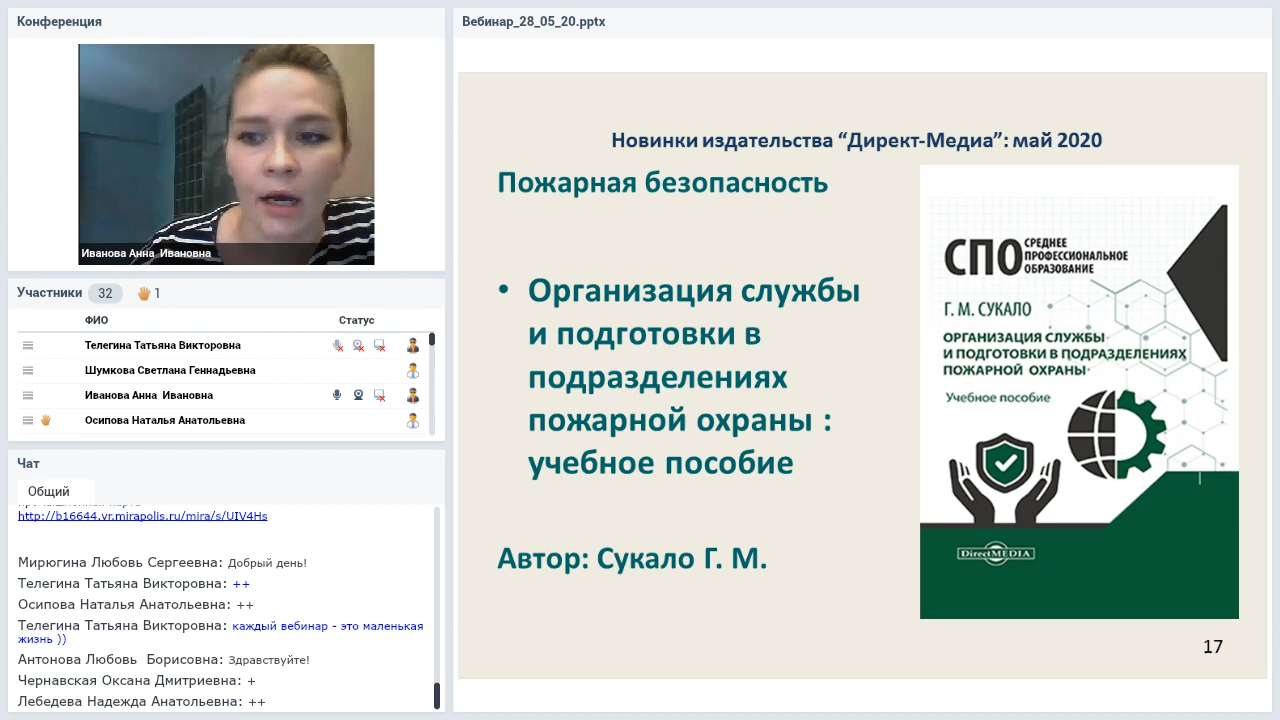 Конференция
Иванова Анна Ивановна
Участники 32 1
ФИО Статус
Телегина Татьяна Викторовна
Шумкова Светлана Геннадьевна
Иванова Анна Ивановна
Осипова Наталья Анатольевна
Чат
Общий
http://b16644.vr.mirapolis.ru/mira/s/UIV4Hs
Мирюгина Любовь Сергеевна: Добрый день!
Телегина Татьяна Викторовна: ++
Осипова Наталья Анатольевна: ++
Телегина Татьяна Викторовна: каждый вебинар - это маленькая
жизнь ))
Антонова Любовь Борисовна: Здравствуйте!
Чернавская Оксана Дмитриевна: +
Лебедева Надежда Анатольевна: ++
Вебинар_28_05_20.pptx
Новинки издательства “Директ-Медиа”: май 2020
Пожарная безопасность
• Организация службы
и подготовки в
подразделениях
пожарной охраны :
учебное пособие
Автор: Сукало Г. М.
СПО СРЕДНЕЕ
ПРОФЕССИОНАЛЬНОЕ
ОБРАЗОВАНИЕ
Г. М. СУКАЛО
ОРГАНИЗАЦИЯ СЛУЖБЫ
И ПОДГОТОВКИ В ПОДРАЗДЕЛЕНИЯХ
ПОЖАРНОЙ ОХРАНЫ
Учебное пособие
DirectMEDIA
17